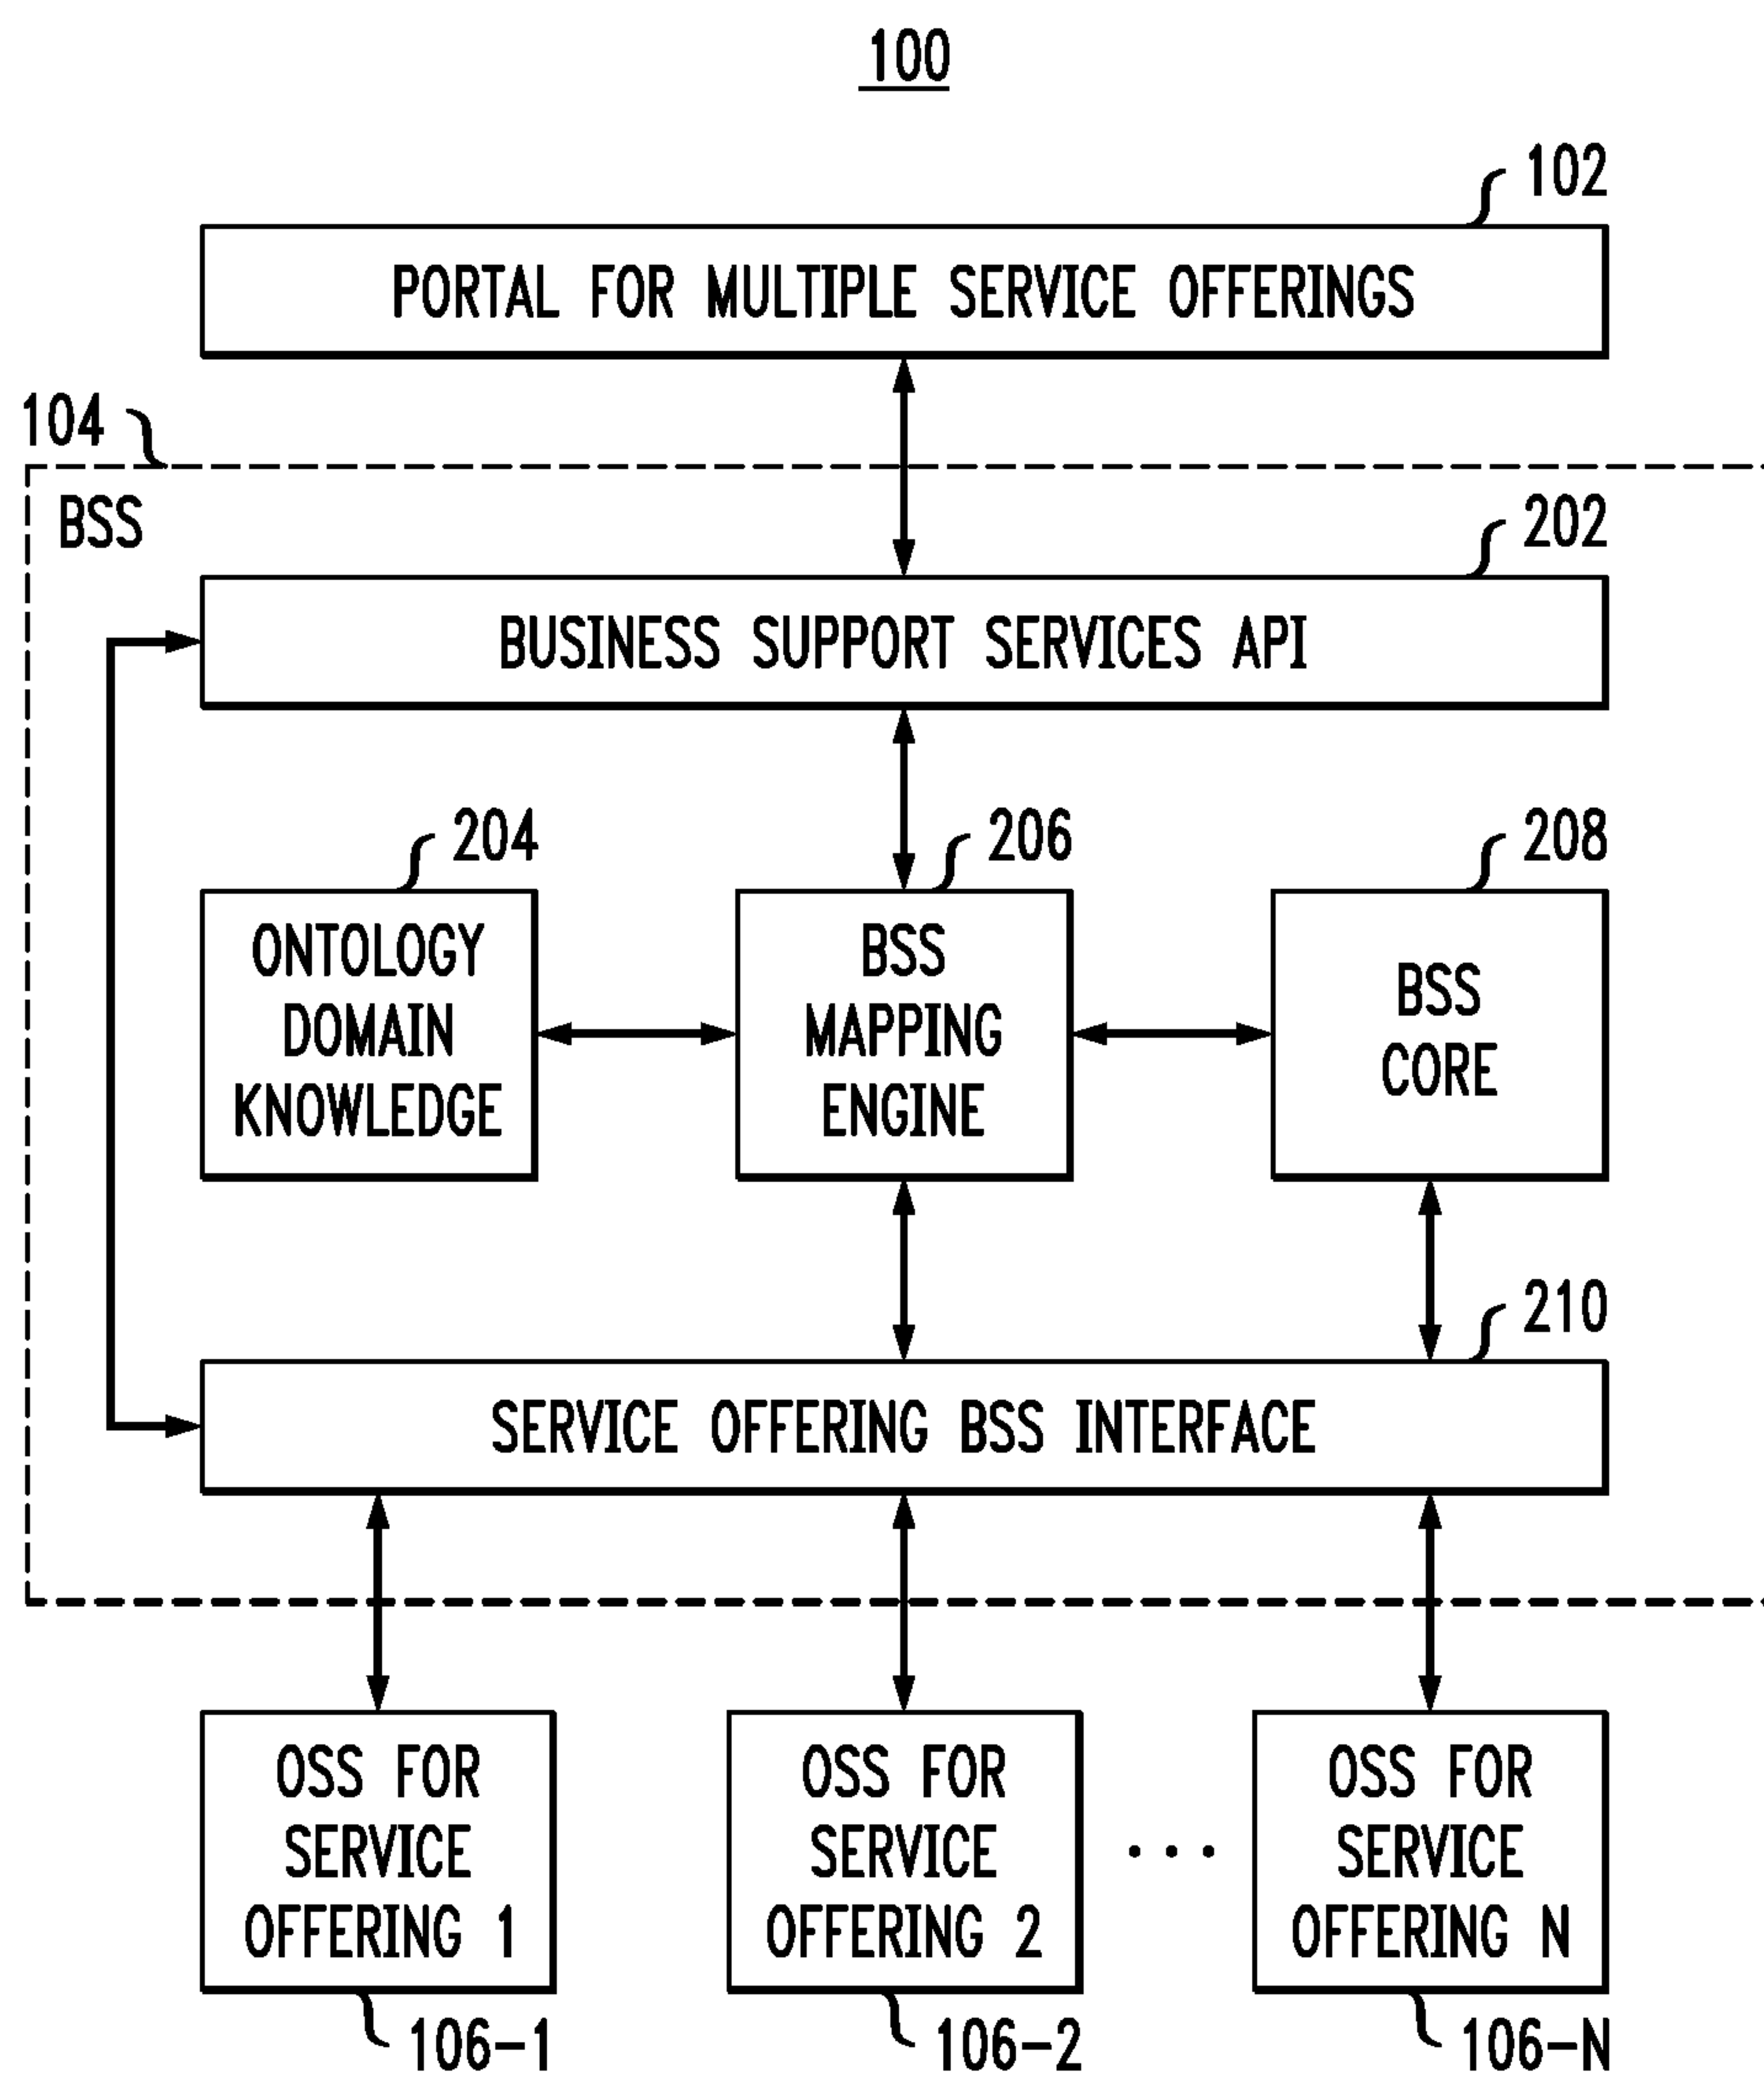 100
102
PORTAL FOR MULTIPLE SERVICE OFFERINGS
104
BSS
202
BUSINESS SUPPORT SERVICES API
204
206
208
ONTOLOGY
DOMAIN
KNOWLEDGE
BSS
MAPPING
ENGINE
BSS
CORE
210
SERVICE OFFERING BSS INTERFACE
OSS FOR
SERVICE
OFFERING 1
OSS FOR
SERVICE
OFFERING 2
...
OSS FOR
SERVICE
OFFERING N
106-1
106-2
106-N